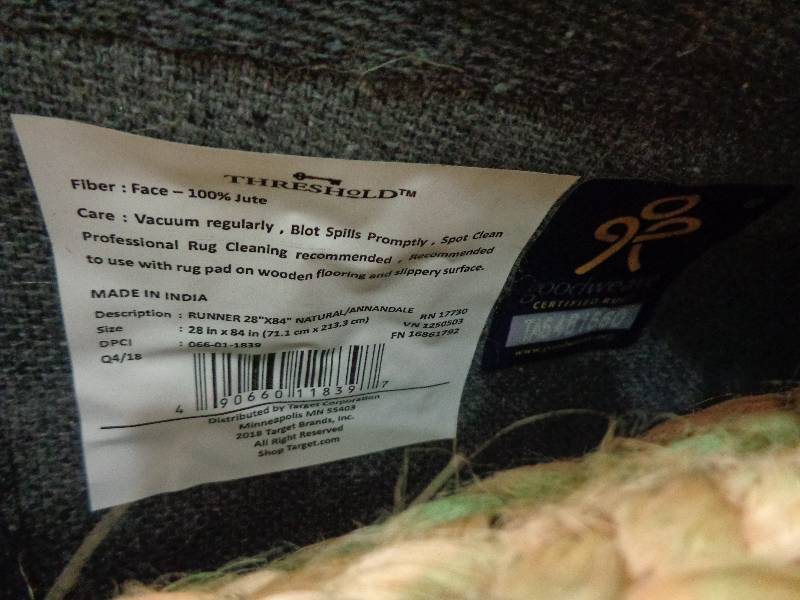 THRESHOLD™
Fiber : Face – 100% Jute
Care : Vacuum regularly , Blot Spills Promptly , Spot Clean
Professional Rug Cleaning recommended , Recommended
to use with rug pad on wooden flooring and slippery surface.
MADE IN INDIA
Description : RUNNER 28"X84" NATURAL/ANNANDALE RN 17730
Size : 28 in x 84 in (71.1 cm x 213.3 cm) VN 1250503
DPCI : 066-01-1839 FN 16861792
Q4/18
4 90660 11839 7
Distributed by Target Corporation
Minneapolis MN 55403
2018 Target Brands, Inc.
All Right Reserved
Shop Target.com
goodweave
CERTIFIED